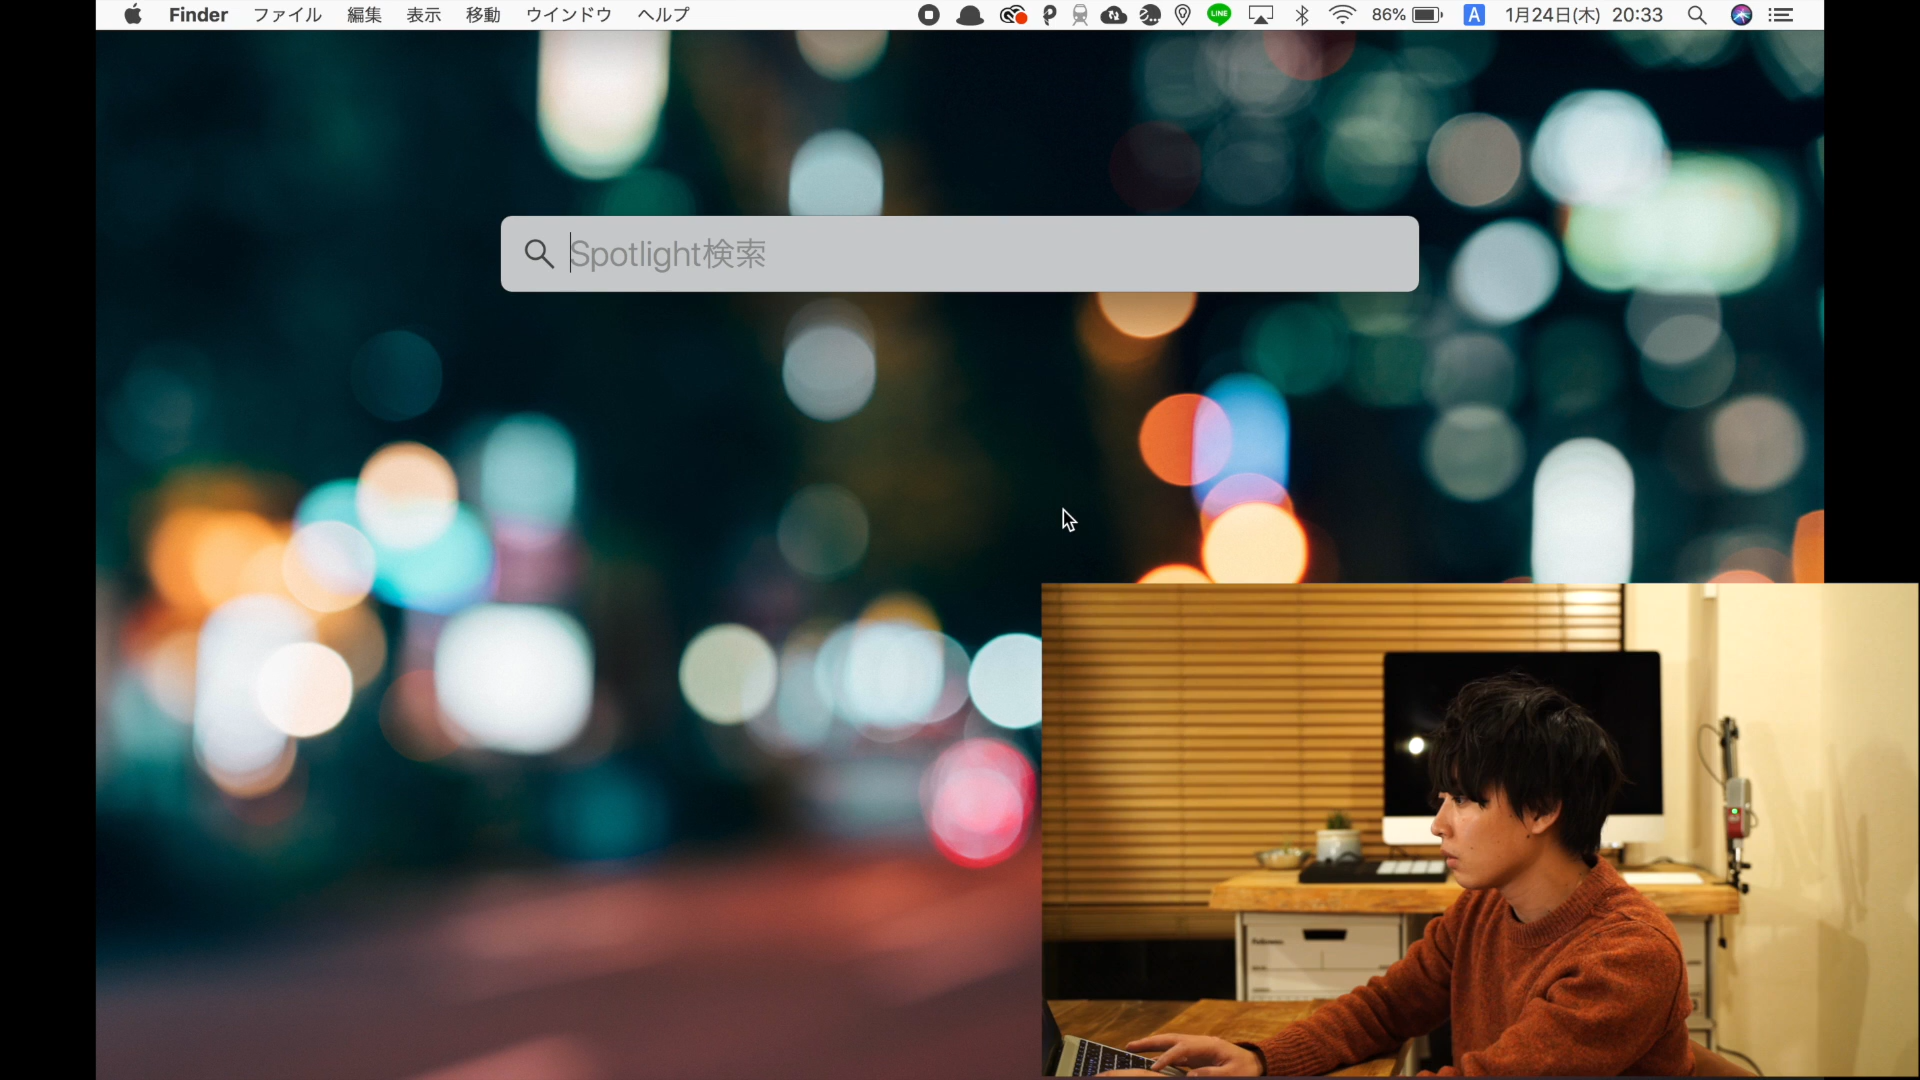 Finder ファイル 編集 表示 移動 ウインドウ ヘルプ LINE 86% A 1月24日(木) 20:33
Spotlight検索
Fellowes